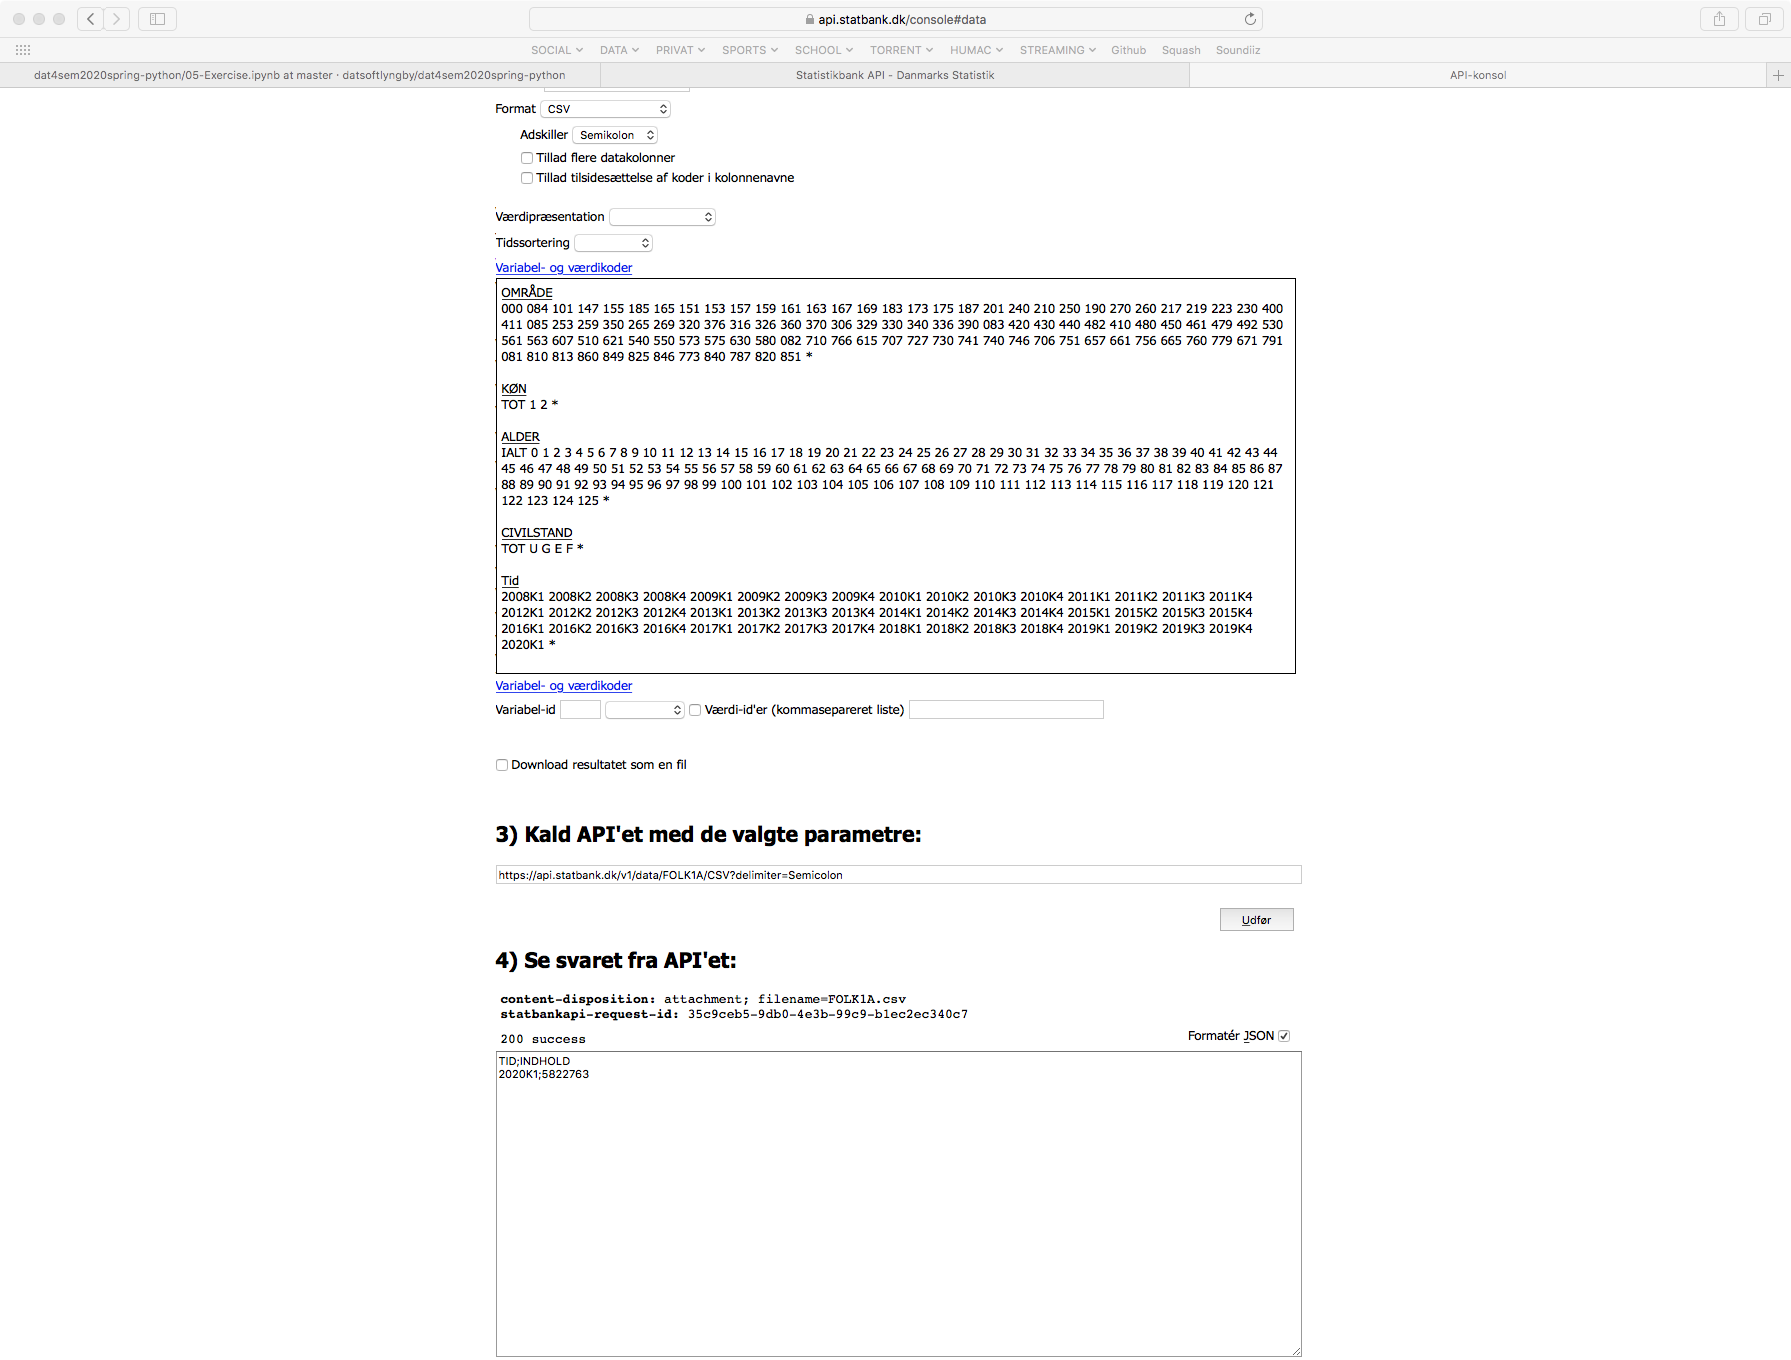 api.statbank.dk/console#data
SOCIAL DATA PRIVAT SPORTS SCHOOL TORRENT HUMAC STREAMING Github Squash Soundiiz
dat4sem2020spring-python/05-Exercise.ipynb at master · datsoftlyngby/dat4sem2020spring-python
Statistikbank API - Danmarks Statistik
API-konsol
Format CSV
Adskiller Semikolon
Tillad flere datakolonner
Tillad tilsidesættelse af koder i kolonnenavne
Værdipræsentation
Tidssortering
Variabel- og værdikoder
OMRÅDE
000 084 101 147 155 185 165 151 153 157 159 161 163 167 169 183 173 175 187 201 240 210 250 190 270 260 217 219 223 230 400
411 085 253 259 350 265 269 320 376 316 326 360 370 306 329 330 340 336 390 083 420 430 440 482 410 480 450 461 479 492 530
561 563 607 510 621 540 550 573 575 630 580 082 710 766 615 707 727 730 741 740 746 706 751 657 661 756 665 760 779 671 791
081 810 813 860 849 825 846 773 840 787 820 851 *
KØN
TOT 1 2 *
ALDER
IALT 0 1 2 3 4 5 6 7 8 9 10 11 12 13 14 15 16 17 18 19 20 21 22 23 24 25 26 27 28 29 30 31 32 33 34 35 36 37 38 39 40 41 42 43 44
45 46 47 48 49 50 51 52 53 54 55 56 57 58 59 60 61 62 63 64 65 66 67 68 69 70 71 72 73 74 75 76 77 78 79 80 81 82 83 84 85 86 87
88 89 90 91 92 93 94 95 96 97 98 99 100 101 102 103 104 105 106 107 108 109 110 111 112 113 114 115 116 117 118 119 120 121
122 123 124 125 *
CIVILSTAND
TOT U G E F *
Tid
2008K1 2008K2 2008K3 2008K4 2009K1 2009K2 2009K3 2009K4 2010K1 2010K2 2010K3 2010K4 2011K1 2011K2 2011K3 2011K4
2012K1 2012K2 2012K3 2012K4 2013K1 2013K2 2013K3 2013K4 2014K1 2014K2 2014K3 2014K4 2015K1 2015K2 2015K3 2015K4
2016K1 2016K2 2016K3 2016K4 2017K1 2017K2 2017K3 2017K4 2018K1 2018K2 2018K3 2018K4 2019K1 2019K2 2019K3 2019K4
2020K1 *
Variabel- og værdikoder
Variabel-id Værdi-id'er (kommasepareret liste)
Download resultatet som en fil
3) Kald API'et med de valgte parametre:
https://api.statbank.dk/v1/data/FOLK1A/CSV?delimiter=Semicolon
Udfør
4) Se svaret fra API'et:
content-disposition: attachment; filename=FOLK1A.csv
statbankapi-request-id: 35c9ceb5-9db0-4e3b-99c9-b1ec2ec340c7
200 success
Formatér JSON
TID;INDHOLD
2020K1;5822763